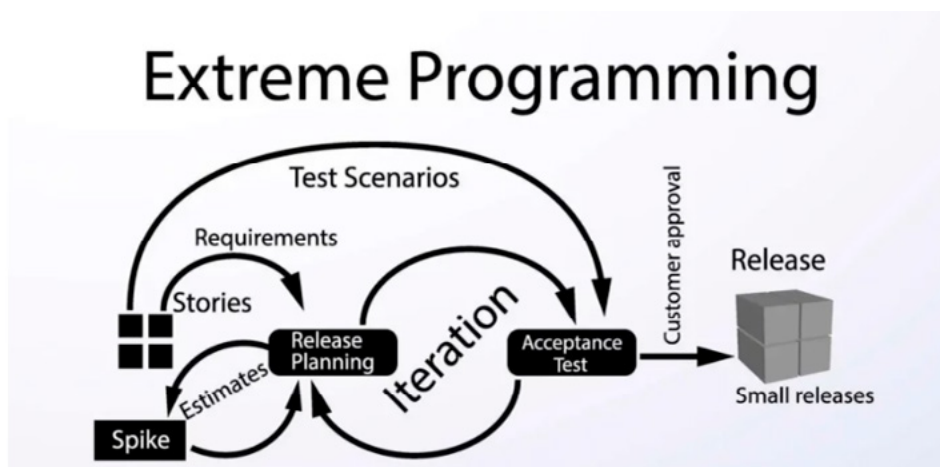 Extreme Programming
Test Scenarios
Requirements
Stories
Release
Planning
Estimates
Spike
Iteration
Acceptance
Test
Customer approval
Release
Small releases